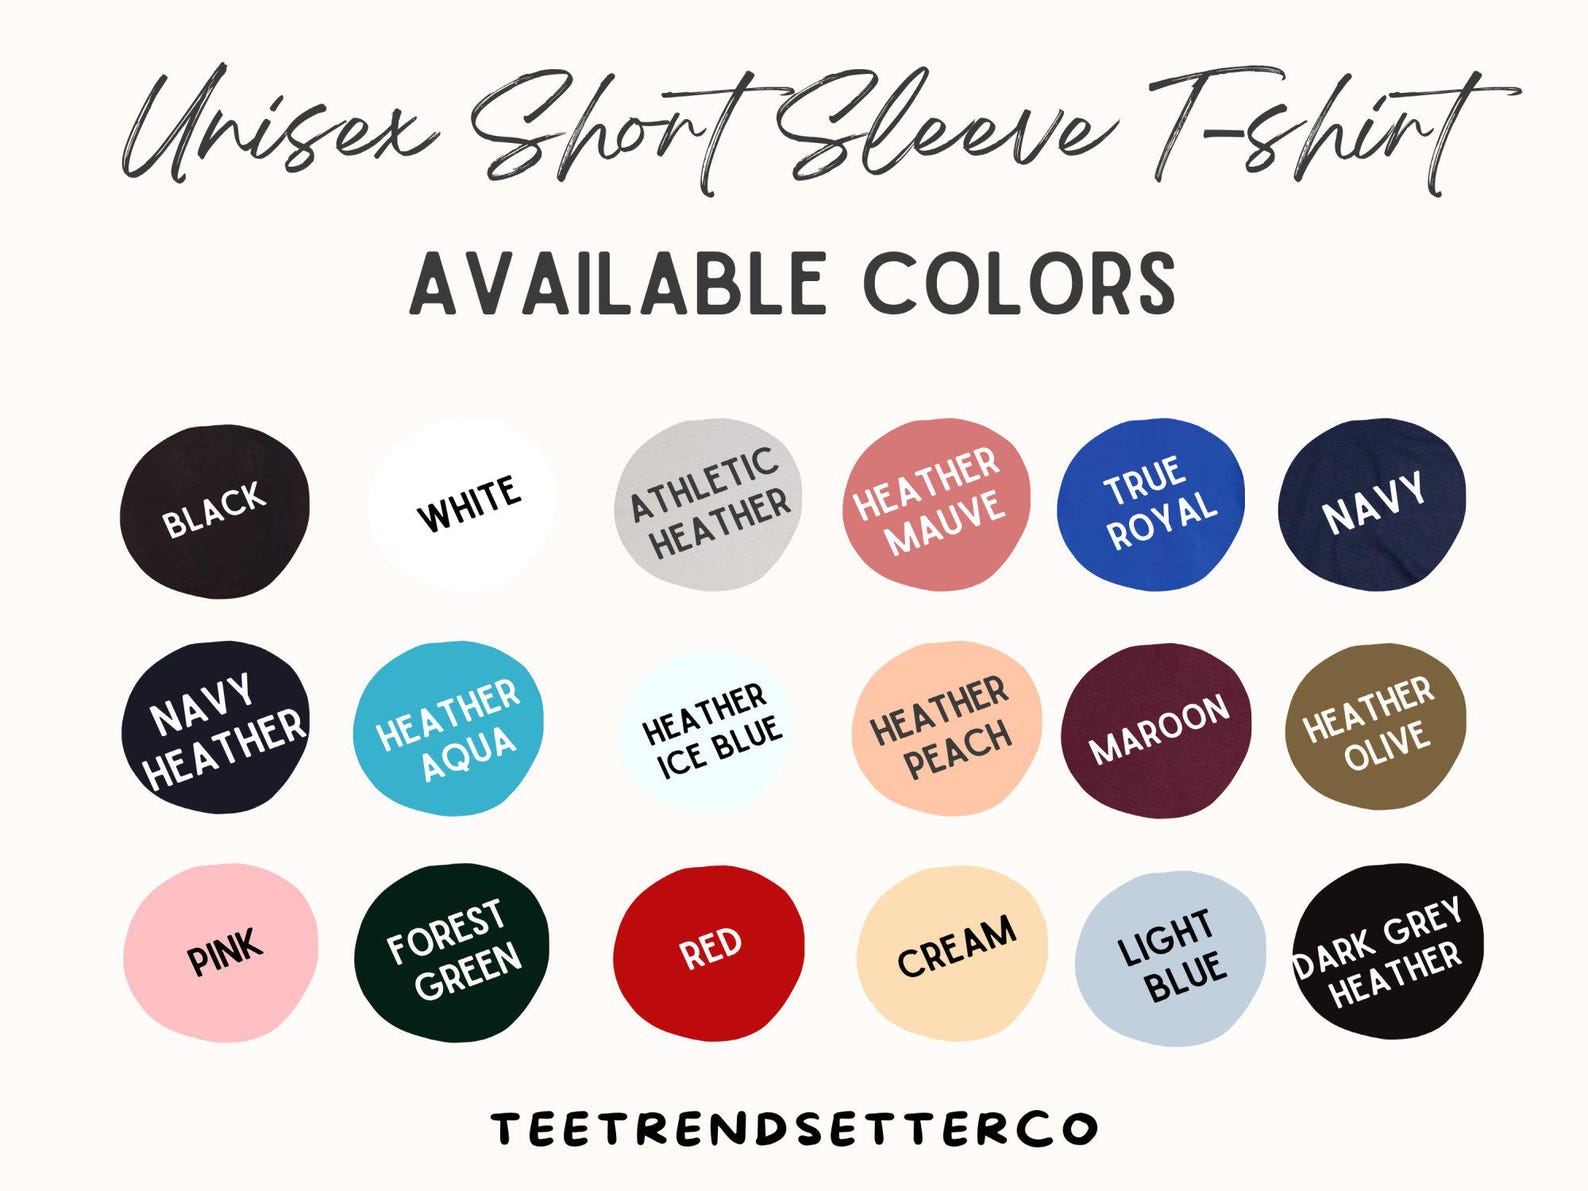 Unisex Short Sleeve T-shirt
AVAILABLE COLORS
BLACK
WHITE
ATHLETIC
HEATHER
HEATHER
MAUVE
TRUE
ROYAL
NAVY
NAVY
HEATHER
HEATHER
AQUA
HEATHER
ICE BLUE
HEATHER
PEACH
MAROON
HEATHER
OLIVE
PINK
FOREST
GREEN
RED
CREAM
LIGHT
BLUE
DARK GREY
HEATHER
TEETRENDSETTERCO